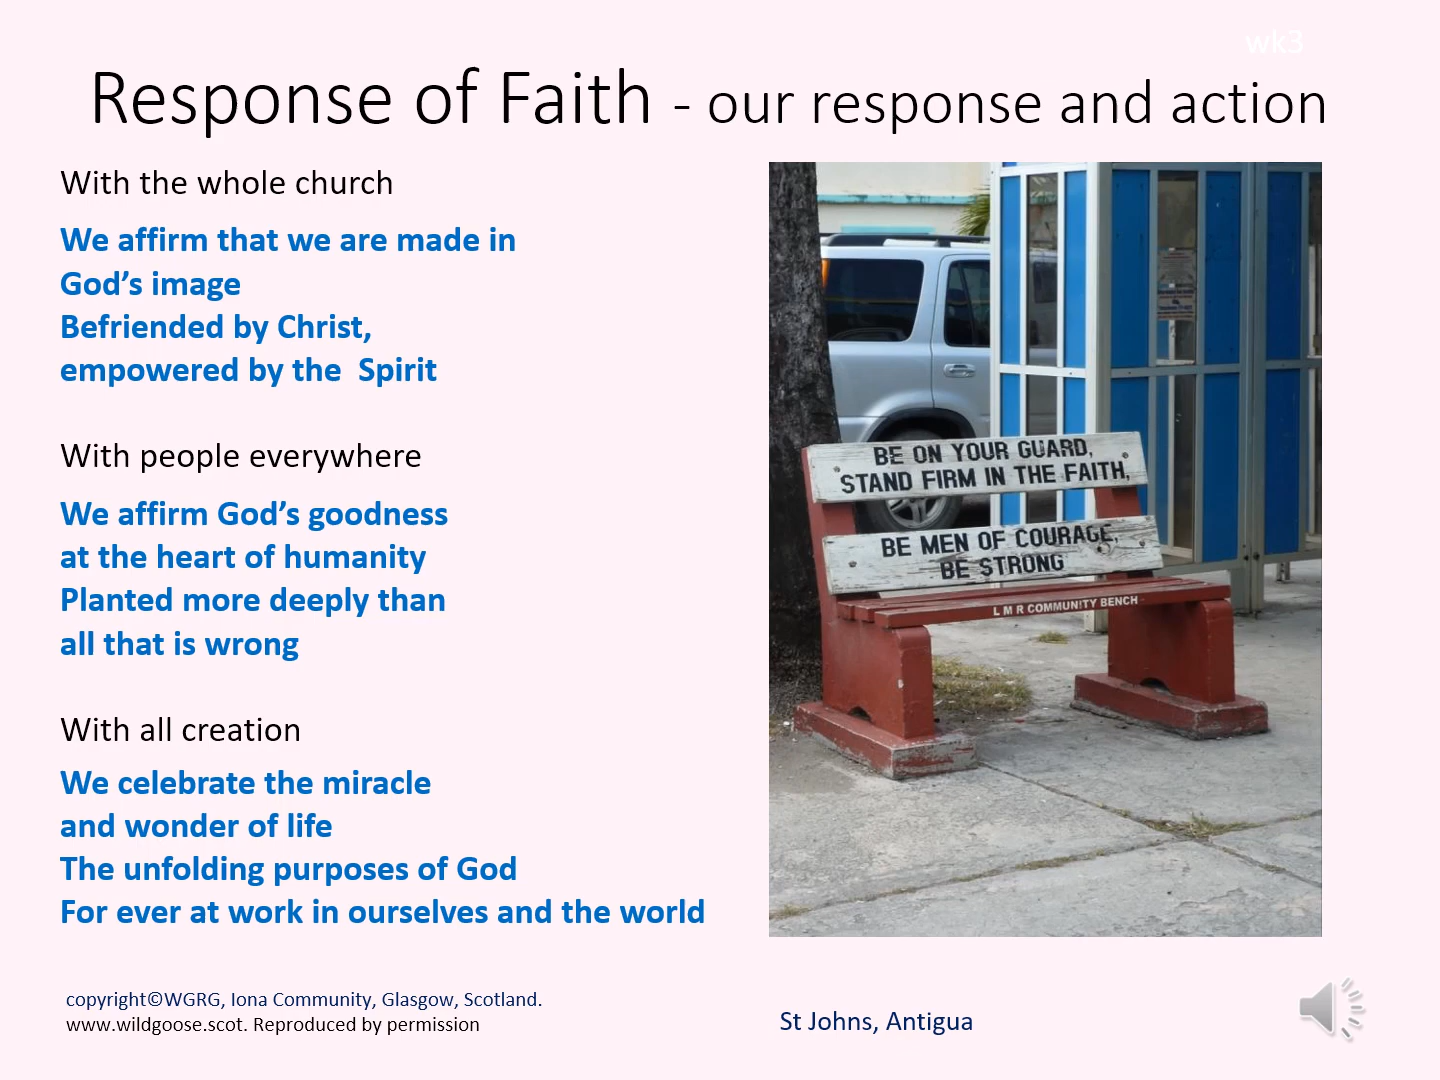 wk3
Response of Faith - our response and action
With the whole church
We affirm that we are made in
God’s image
Befriended by Christ,
empowered by the  Spirit
With people everywhere
We affirm God’s goodness
at the heart of humanity
Planted more deeply than
all that is wrong
With all creation
We celebrate the miracle
and wonder of life
The unfolding purposes of God
For ever at work in ourselves and the world
copyright©WGRG, Iona Community, Glasgow, Scotland.
www.wildgoose.scot. Reproduced by permission
BE ON YOUR GUARD,
STAND FIRM IN THE FAITH,
BE MEN OF COURAGE,
BE STRONG
L M R COMMUNITY BENCH
St Johns, Antigua